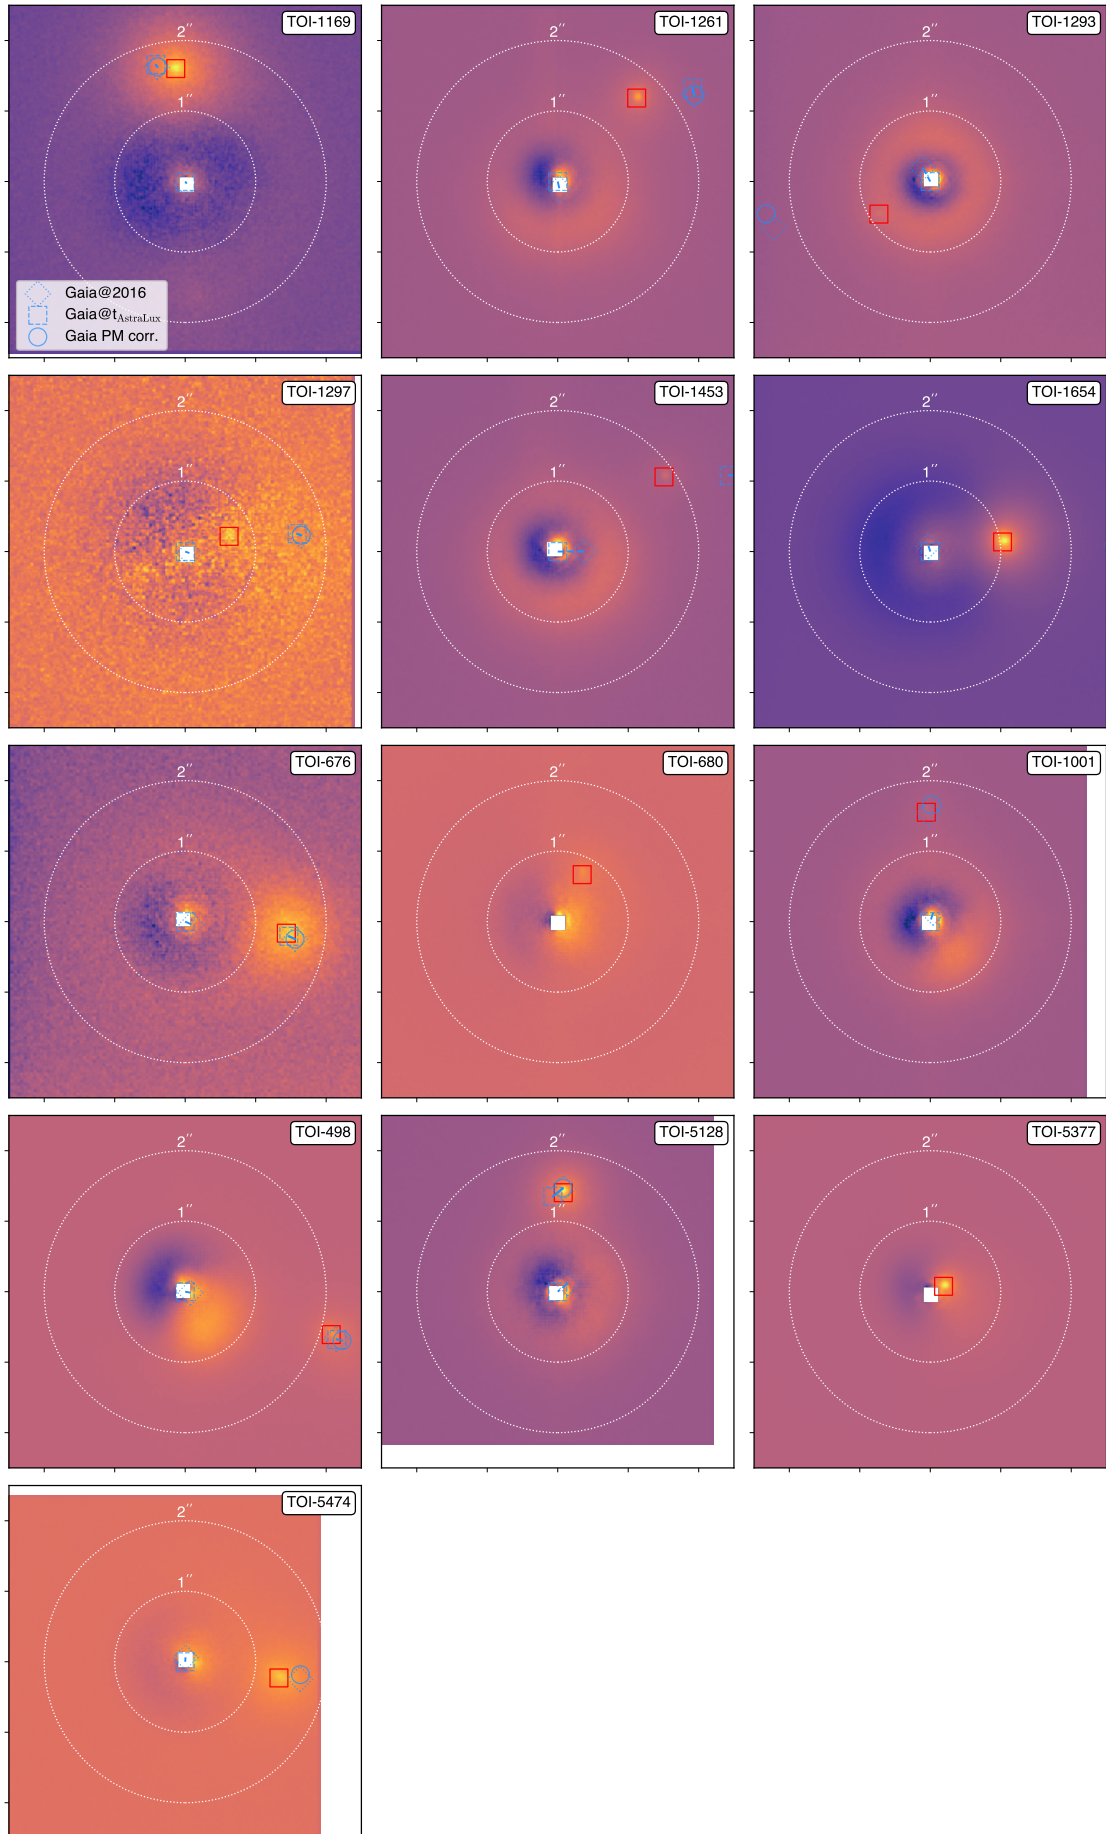 TOI-1169
2″
1″
Gaia@2016
Gaia@tAstraLux
Gaia PM corr.
TOI-1261
2″
1″
TOI-1293
2″
1″
TOI-1297
2″
1″
TOI-1453
2″
1″
TOI-1654
2″
1″
TOI-676
2″
1″
TOI-680
2″
1″
TOI-1001
2″
1″
TOI-498
2″
1″
TOI-5128
2″
1″
TOI-5377
2″
1″
TOI-5474
2″
1″